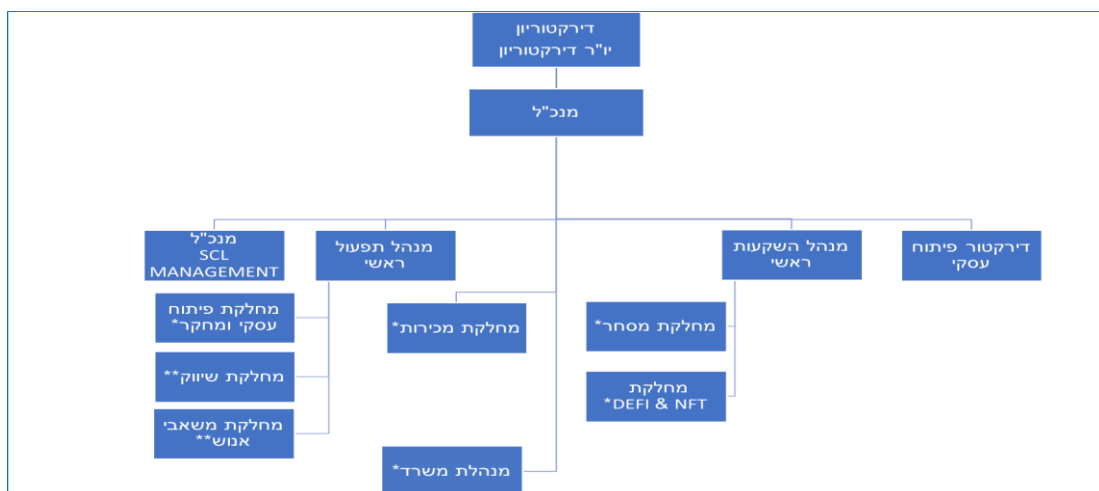 דירקטוריון
יו"ר דירקטוריון
מנכ"ל
דירקטור פיתוח
עסקי
מנהל השקעות
ראשי
מנהל תפעול
ראשי
מנכ"ל
SCL
MANAGEMENT
מחלקת מסחר*
מחלקת
DEFI & NFT*
מחלקת מכירות*
מנהלת משרד*
מחלקת פיתוח
עסקי ומחקר*
מחלקת שיווק**
מחלקת משאבי
אנוש**